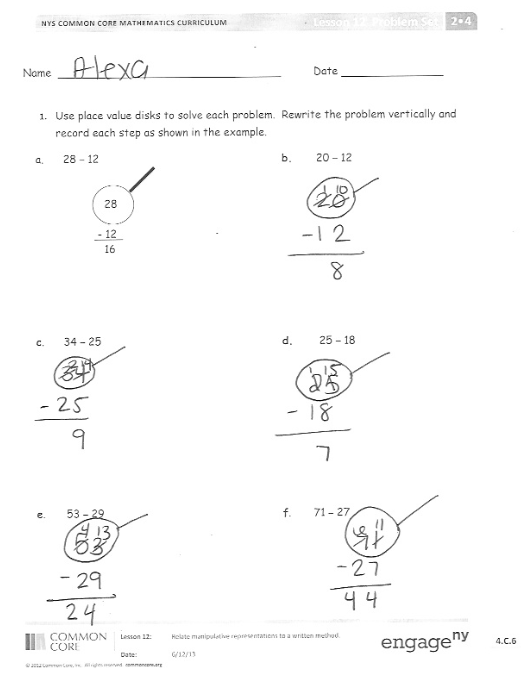 NYS COMMON CORE MATHEMATICS CURRICULUM Lesson 12 Problem Set 2•4
Name Alexa Date
1. Use place value disks to solve each problem. Rewrite the problem vertically and
record each step as shown in the example.
a. 28 – 12 b. 20 – 12
28
- 12
16
1 10
20
-12
8
c. 34 – 25 d. 25 – 18
2 14
34
- 25
9
1 15
25
- 18
7
e. 53 – 29 f. 71 – 27
4 13
53
- 29
24
11
71
-27
44
COMMON CORE
Lesson 12: Relate manipulative representations to a written method.
Date: 6/12/13
engage ny
4.C.6